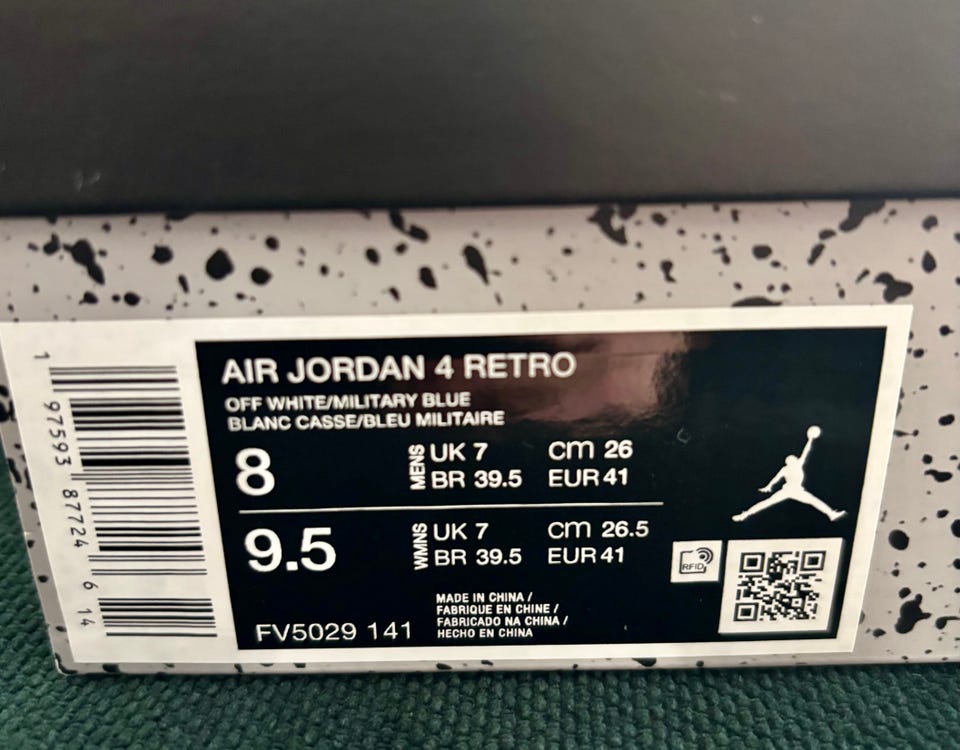 AIR JORDAN 4 RETRO
OFF WHITE/MILITARY BLUE
BLANC CASSE/BLEU MILITAIRE
8 MENS UK 7 CM 26
BR 39.5 EUR 41
9.5 WMNS UK 7 CM 26.5
BR 39.5 EUR 41
RFID
MADE IN CHINA /
FABRIQUE EN CHINE /
FABRICADO NA CHINA /
HECHO EN CHINA
FV5029 141
1 97593 87724 6 14